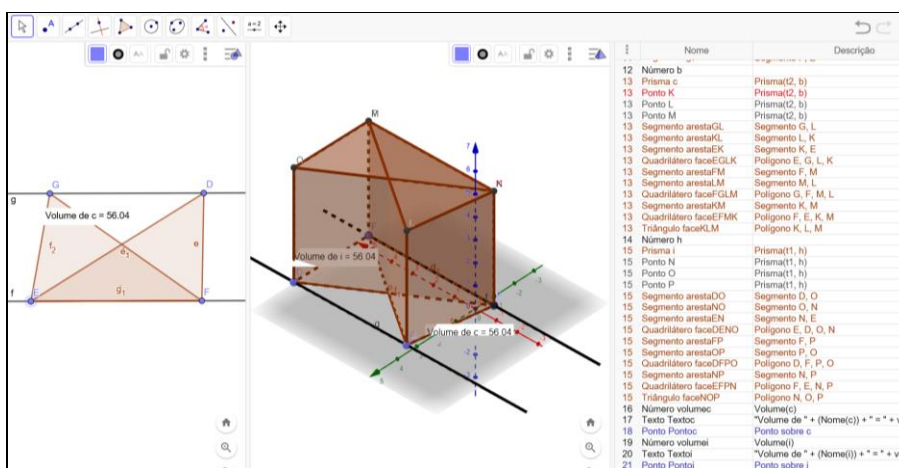 a=2
AA
AA
Nome Descrição
12 Número b
13 Prisma c Prisma(t2, b)
13 Ponto K Prisma(t2, b)
13 Ponto L Prisma(t2, b)
13 Ponto M Prisma(t2, b)
13 Segmento arestaGL Segmento G, L
13 Segmento arestaKL Segmento L, K
13 Segmento arestaEK Segmento K, E
13 Quadrilátero faceEGLK Polígono E, G, L, K
13 Segmento arestaFM Segmento F, M
13 Segmento arestaLM Segmento M, L
13 Quadrilátero faceFGLM Polígono G, F, M, L
13 Segmento arestaKM Segmento K, M
13 Quadrilátero faceEFMK Polígono F, E, K, M
13 Triângulo faceKLM Polígono K, L, M
14 Número h
15 Prisma i Prisma(t1, h)
15 Ponto N Prisma(t1, h)
15 Ponto O Prisma(t1, h)
15 Ponto P Prisma(t1, h)
15 Segmento arestaDO Segmento D, O
15 Segmento arestaNO Segmento O, N
15 Segmento arestaEN Segmento N, E
15 Quadrilátero faceDENO Polígono E, D, O, N
15 Segmento arestaFP Segmento F, P
15 Segmento arestaOP Segmento P, O
15 Quadrilátero faceDFPO Polígono D, F, P, O
15 Segmento arestaNP Segmento N, P
15 Quadrilátero faceEFPN Polígono F, E, N, P
15 Triângulo faceNOP Polígono N, O, P
16 Número volumec Volume(c)
17 Texto Textoc "Volume de " + (Nome(c)) + " = " + v
18 Ponto Pontoc Ponto sobre c
19 Número volumei Volume(i)
20 Texto Textoi "Volume de " + (Nome(i)) + " = " + v
21 Ponto Pontoi Ponto sobre i
G D
g
Volume de c = 56.04
f2 e1 e
g1
f E F
M
O
N
7
Volume de i = 56.04
Volume de c = 56.04
g